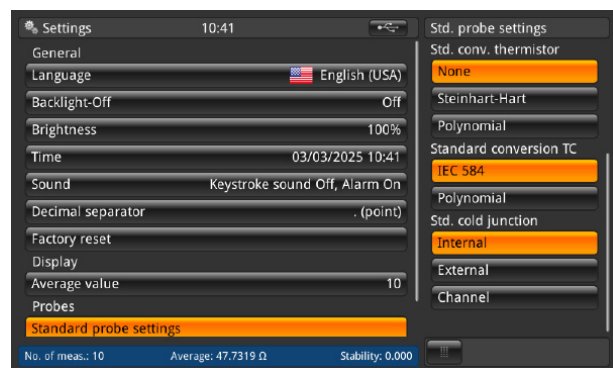 Settings 10:41
General
Language English (USA)
Backlight-Off Off
Brightness 100%
Time 03/03/2025 10:41
Sound Keystroke sound Off, Alarm On
Decimal separator . (point)
Factory reset
Display
Average value 10
Probes
Standard probe settings
No. of meas.: 10 Average: 47.7319 Ω Stability: 0.000
Std. probe settings
Std. conv. thermistor
None
Steinhart-Hart
Polynomial
Standard conversion TC
IEC 584
Polynomial
Std. cold junction
Internal
External
Channel